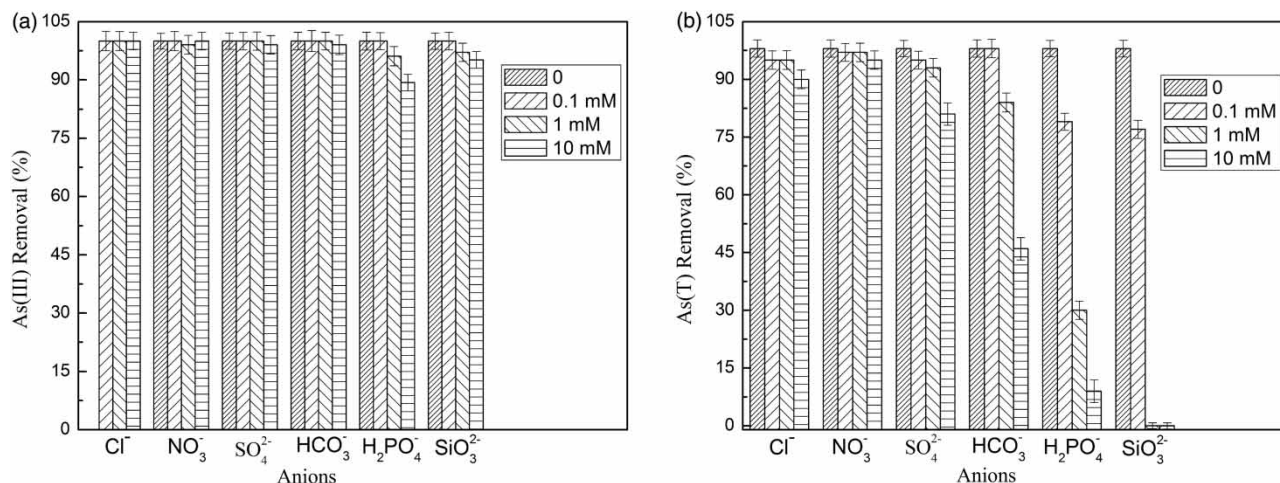 (a)
105
90
75
60
45
30
15
0
As(III) Removal (%)
0
0.1 mM
1 mM
10 mM
Cl⁻ NO₃⁻ SO₄²⁻ HCO₃⁻ H₂PO₄⁻ SiO₃²⁻
Anions
(b)
105
90
75
60
45
30
15
0
As(T) Removal (%)
0
0.1 mM
1 mM
10 mM
Cl⁻ NO₃⁻ SO₄²⁻ HCO₃⁻ H₂PO₄⁻ SiO₃²⁻
Anions